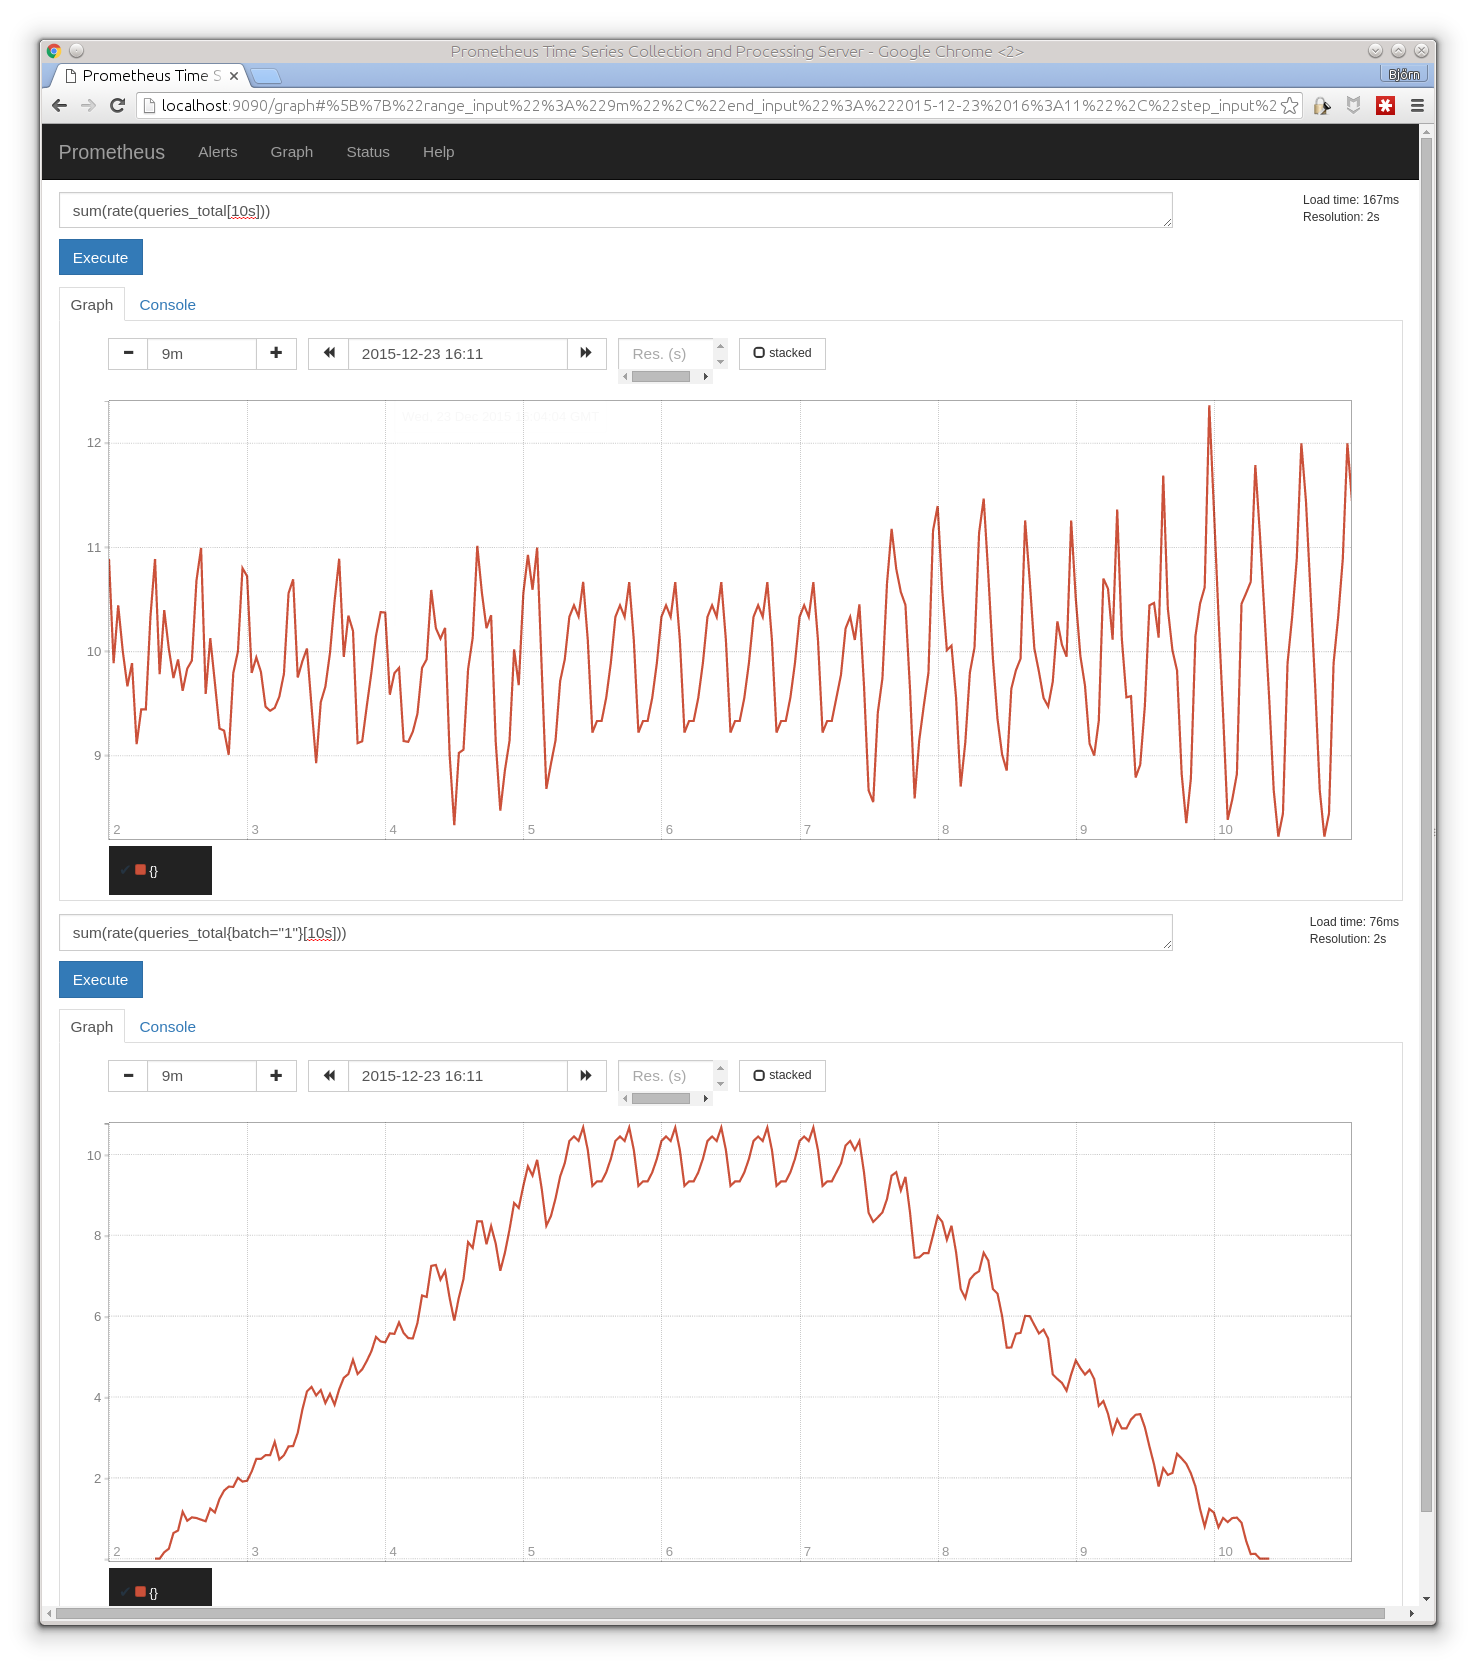 Prometheus Time Series Collection and Processing Server - Google Chrome <2>
Prometheus Time S
Björn
localhost:9090/graph#%5B%7B%22range_input%22%3A%229m%22%2C%22end_input%22%3A%222015-12-23%2016%3A11%22%2C%22step_input%2
Prometheus Alerts Graph Status Help
sum(rate(queries_total[10s]))
Load time: 167ms
Resolution: 2s
Execute
Graph Console
9m 2015-12-23 16:11 Res. (s) stacked
12
11
10
9
2 3 4 5 6 7 8 9 10
{}
sum(rate(queries_total{batch="1"}[10s]))
Load time: 76ms
Resolution: 2s
Execute
Graph Console
9m 2015-12-23 16:11 Res. (s) stacked
10
8
6
4
2
2 3 4 5 6 7 8 9 10
{}